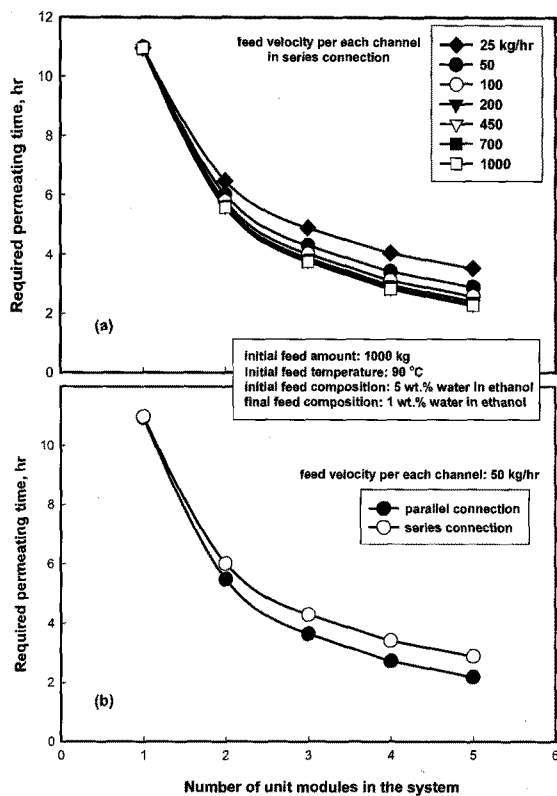 12
10
8
6
4
2
0
Required permeating time, hr
feed velocity per each channel
in series connection
25 kg/hr
50
100
200
450
700
1000
(a)
initial feed amount: 1000 kg
Initial feed temperature: 90 °C
initial feed composition: 5 wt.% water in ethanol
final feed composition: 1 wt.% water in ethanol
10
8
6
4
2
0
Required permeating time, hr
feed velocity per each channel: 50 kg/hr
parallel connection
series connection
(b)
0 1 2 3 4 5 6
Number of unit modules in the system